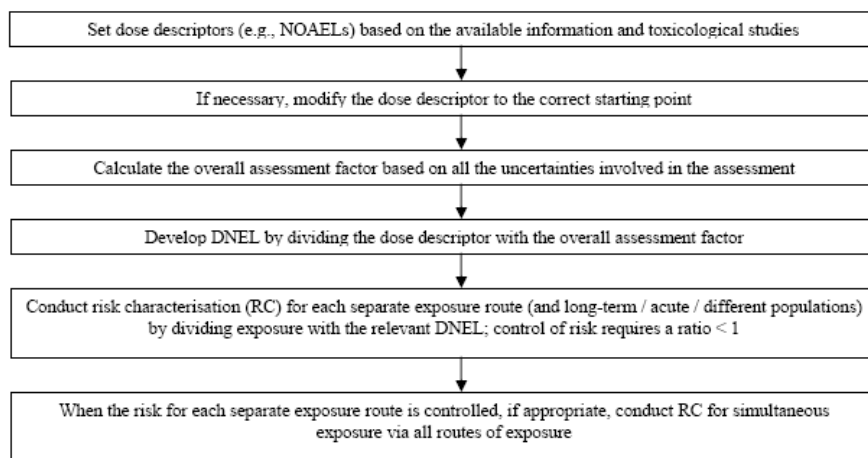 Set dose descriptors (e.g., NOAELs) based on the available information and toxicological studies
If necessary, modify the dose descriptor to the correct starting point
Calculate the overall assessment factor based on all the uncertainties involved in the assessment
Develop DNEL by dividing the dose descriptor with the overall assessment factor
Conduct risk characterisation (RC) for each separate exposure route (and long-term / acute / different populations)
by dividing exposure with the relevant DNEL; control of risk requires a ratio < 1
When the risk for each separate exposure route is controlled, if appropriate, conduct RC for simultaneous
exposure via all routes of exposure